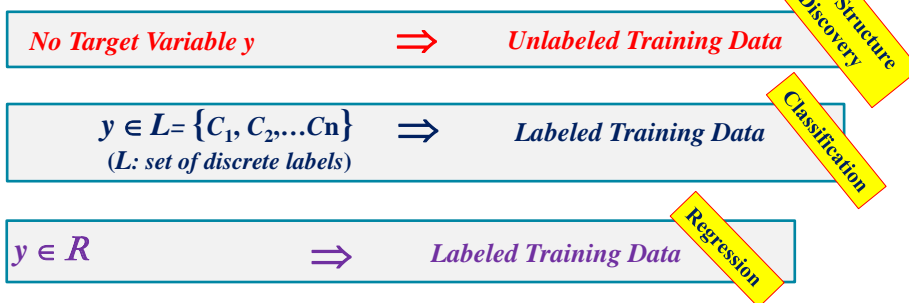 No Target Variable y ⇒ Unlabeled Training Data
Structure
Discovery
y ∈ L= {C₁, C₂,…Cn} ⇒ Labeled Training Data
(L: set of discrete labels)
Classification
y ∈ R ⇒ Labeled Training Data
Regression